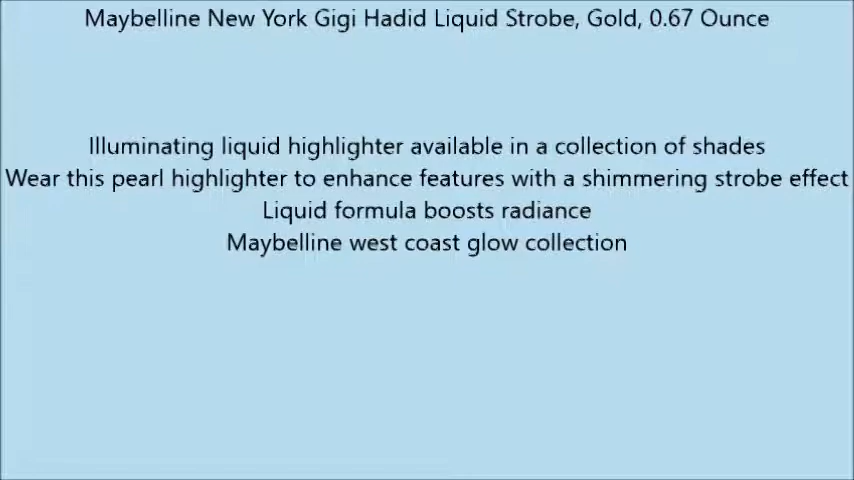 Maybelline New York Gigi Hadid Liquid Strobe, Gold, 0.67 Ounce
Illuminating liquid highlighter available in a collection of shades
Wear this pearl highlighter to enhance features with a shimmering strobe effect
Liquid formula boosts radiance
Maybelline west coast glow collection